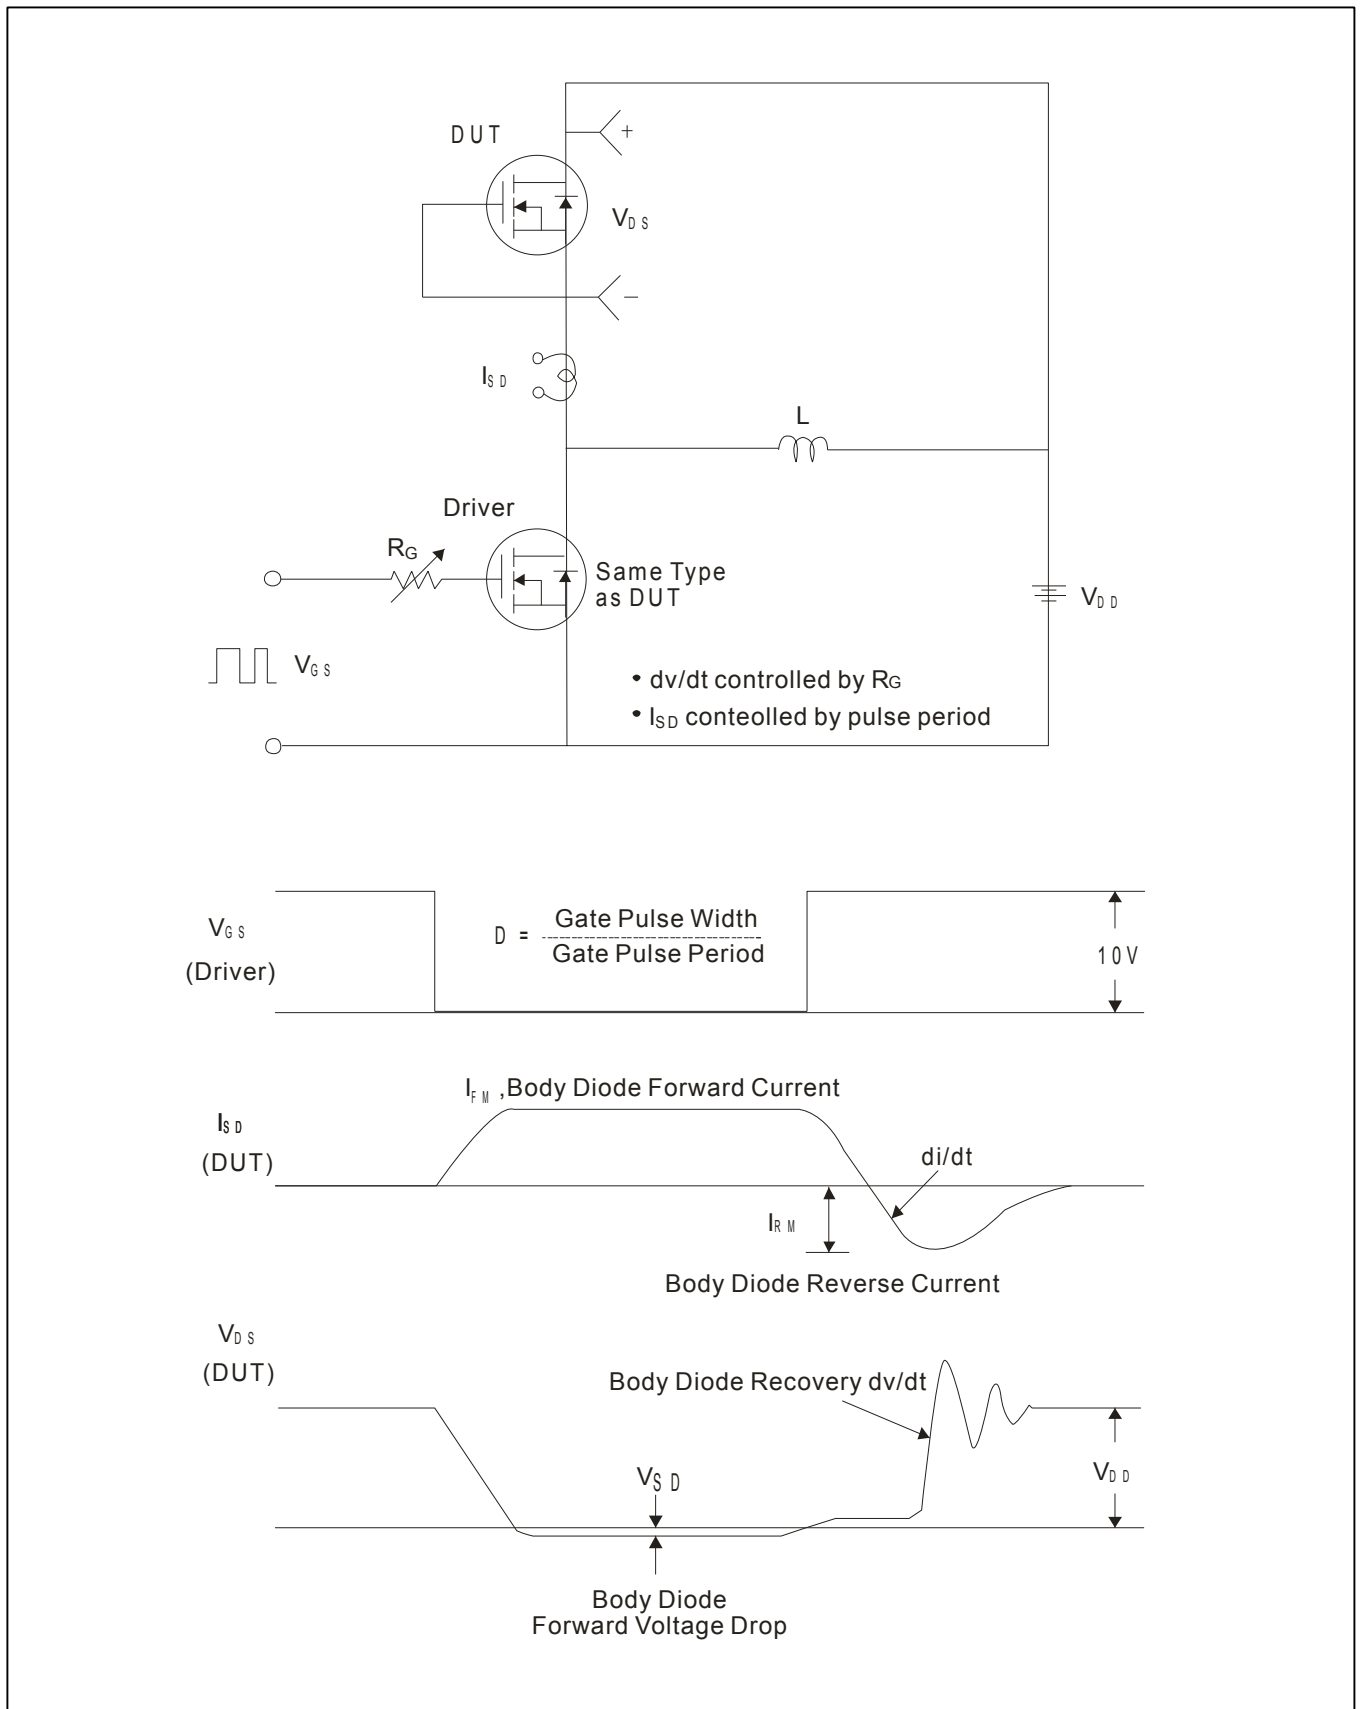 DUT
+
VDS
–
ISD
L
Driver
RG
Same Type
as DUT
VDD
VGS
• dv/dt controlled by RG
• ISD conteolled by pulse period
VGS
(Driver)
D = Gate Pulse Width
Gate Pulse Period
10V
IFM ,Body Diode Forward Current
ISD
(DUT)
di/dt
IRM
Body Diode Reverse Current
VDS
(DUT)
Body Diode Recovery dv/dt
VSD
VDD
Body Diode
Forward Voltage Drop